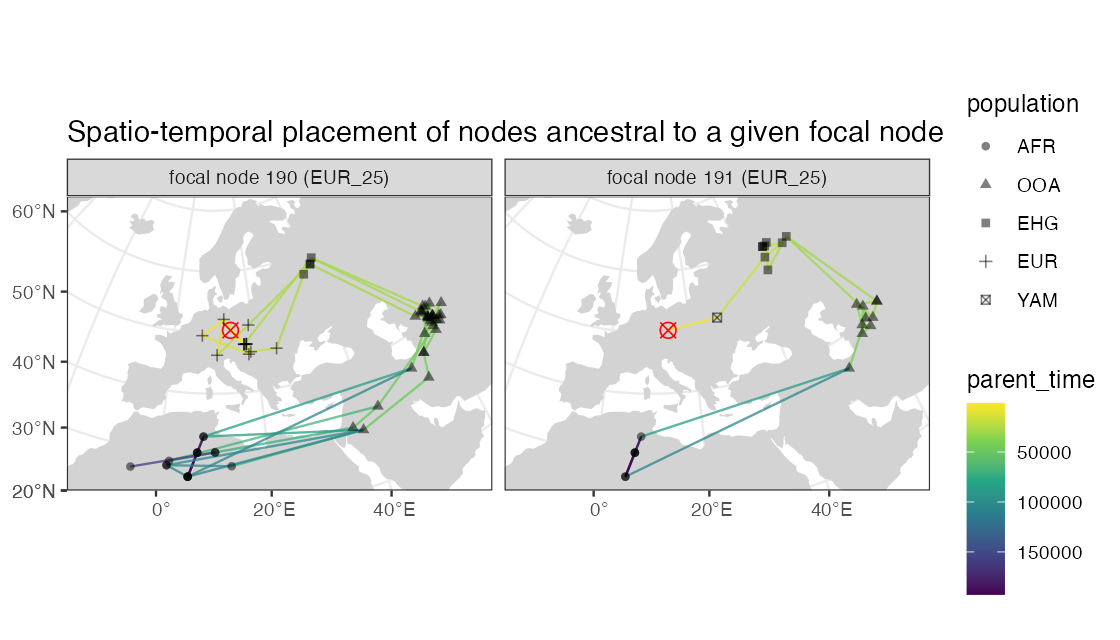 Spatio-temporal placement of nodes ancestral to a given focal node
focal node 190 (EUR_25)
focal node 191 (EUR_25)
60°N
50°N
40°N
30°N
20°N
0°
20°E
40°E
0°
20°E
40°E
population
AFR
OOA
EHG
EUR
YAM
parent_time
50000
100000
150000